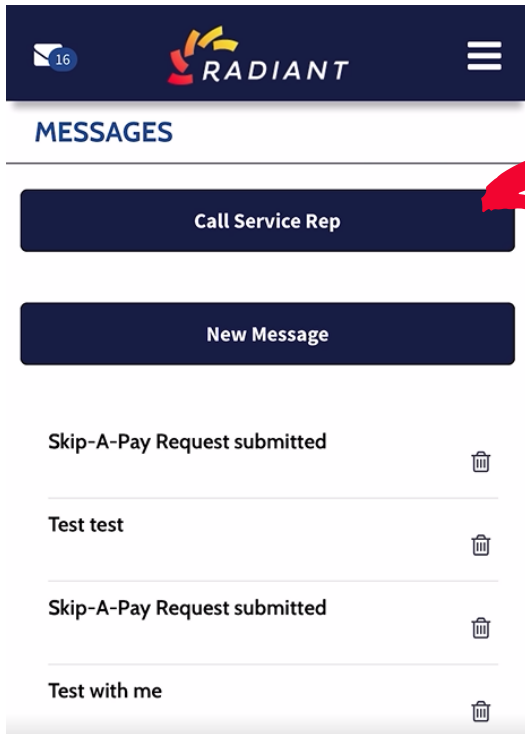 16
RADIANT
MESSAGES
Call Service Rep
New Message
Skip-A-Pay Request submitted
Test test
Skip-A-Pay Request submitted
Test with me